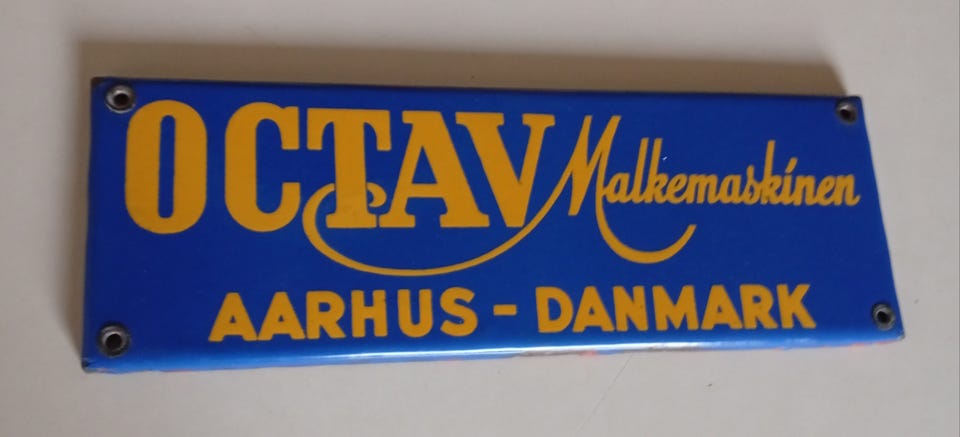 OCTAV Malkemaskinen
AARHUS - DANMARK